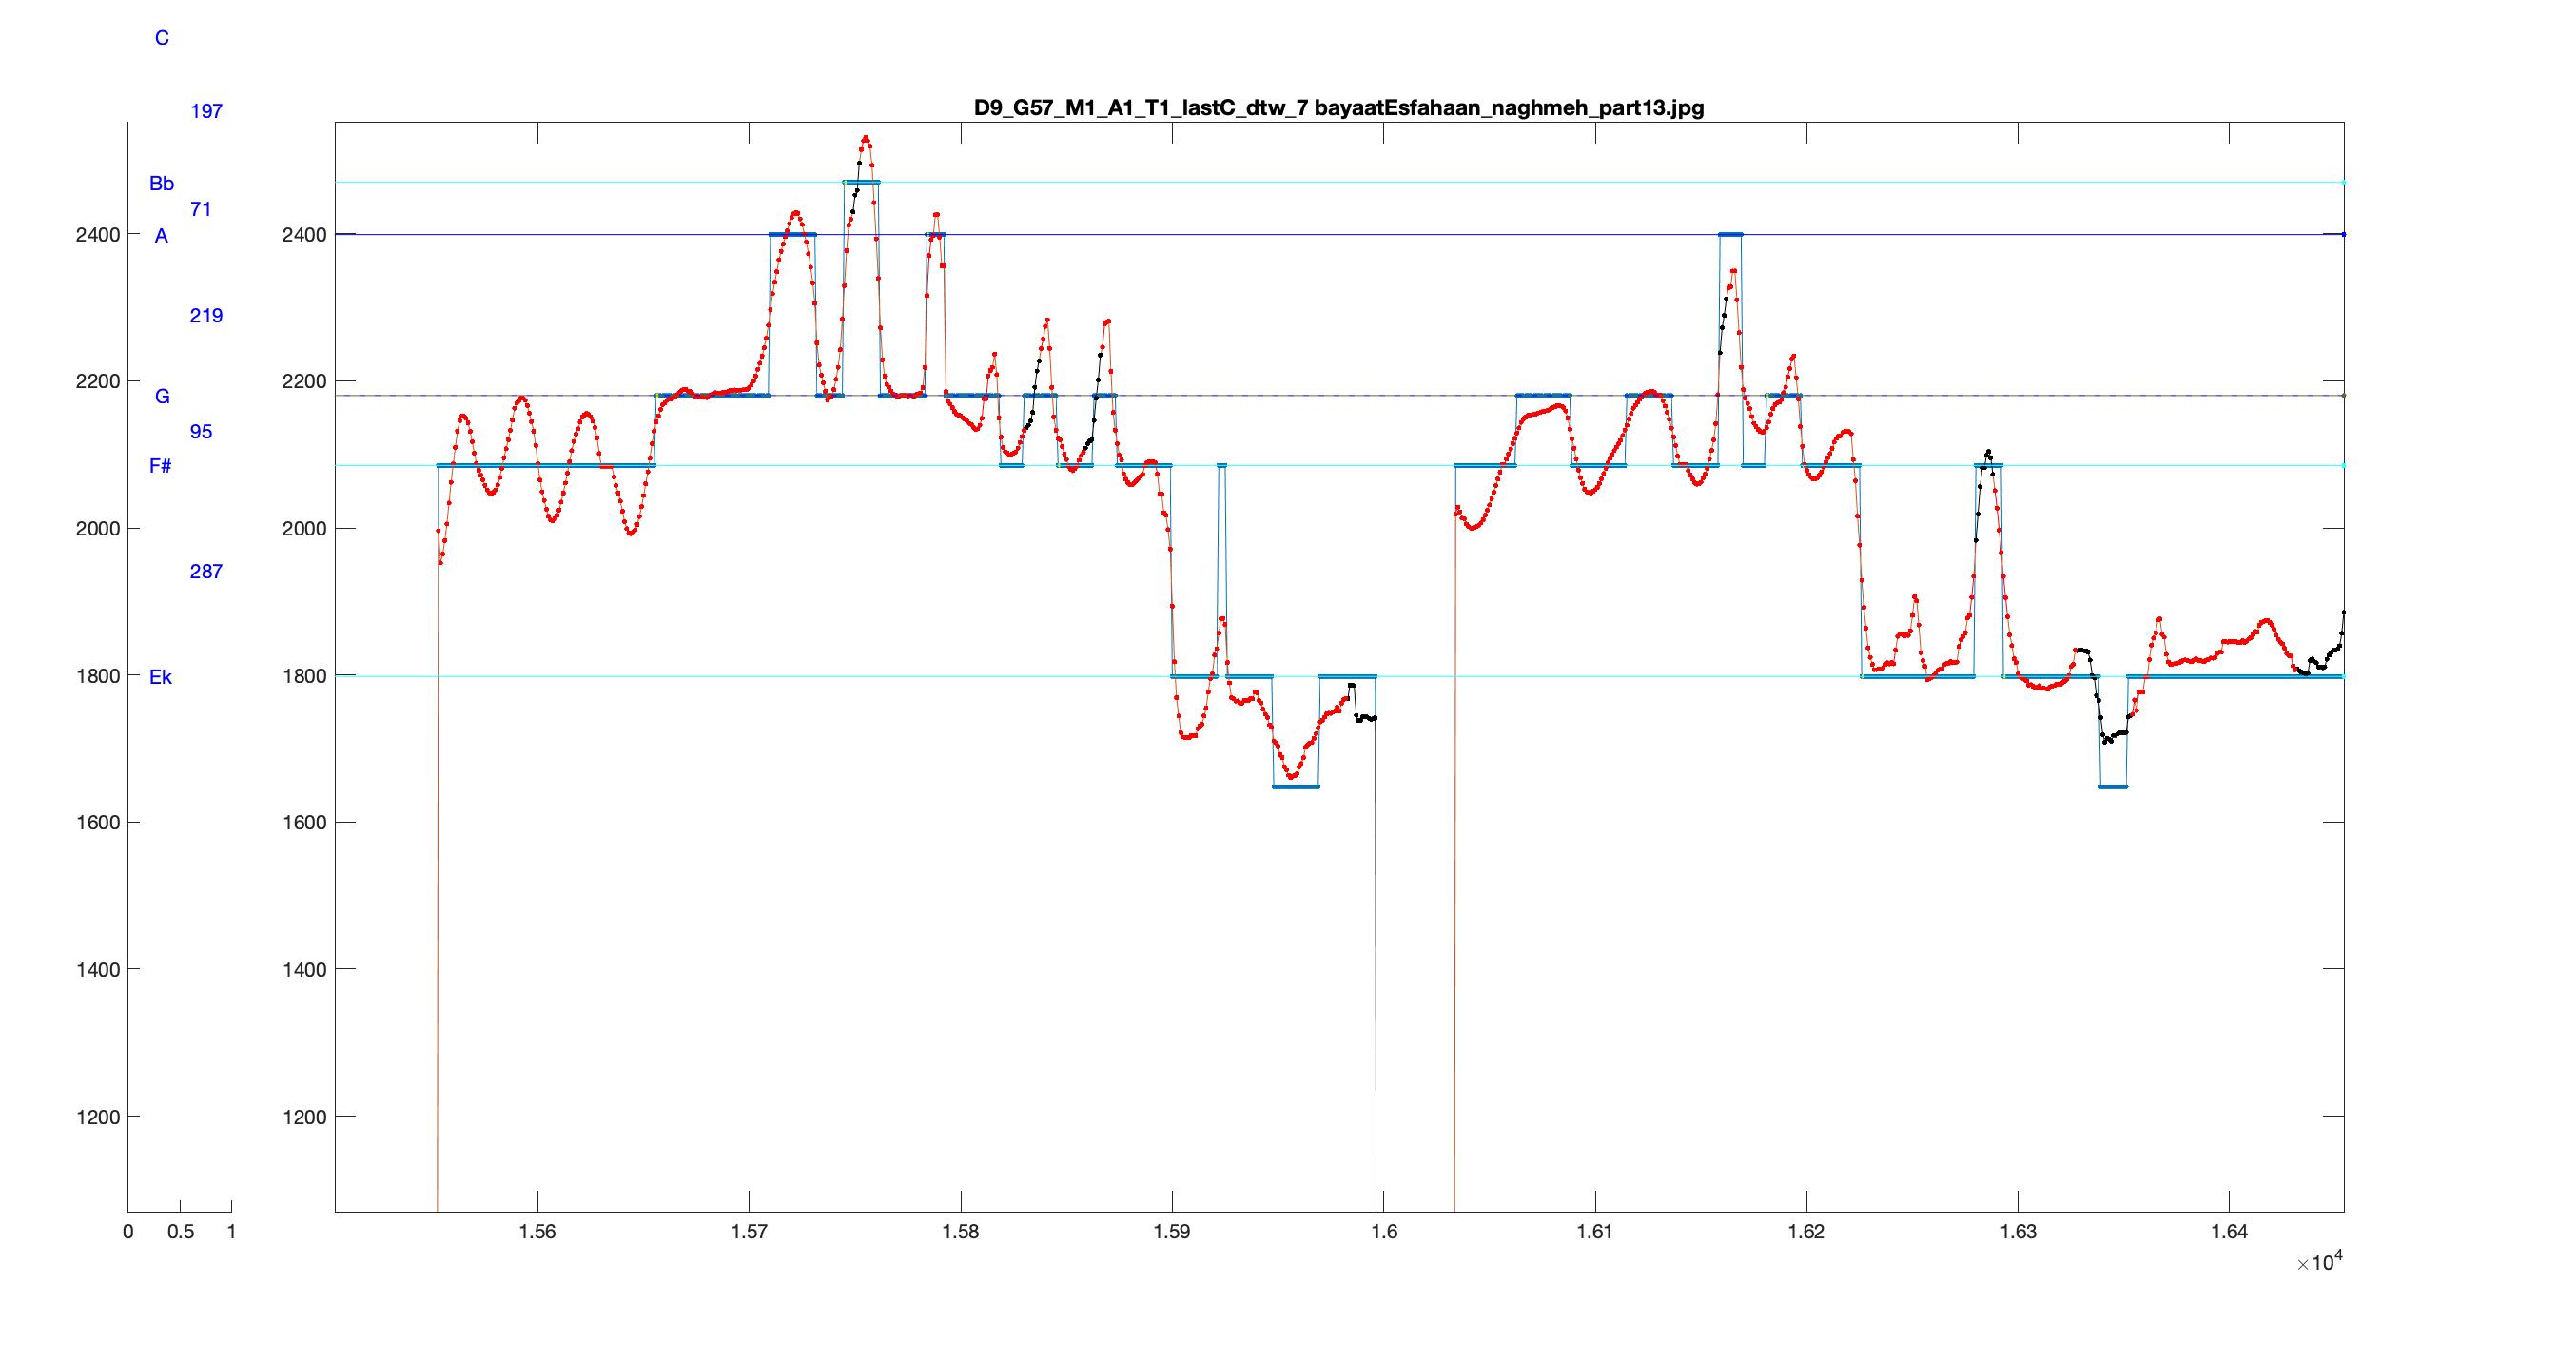 C
197
D9_G57_M1_A1_T1_lastC_dtw_7 bayaatEsfahaan_naghmeh_part13.jpg
Bb
71
2400 A 2400
219
2200 G 2200
95
F#
2000 2000
287
1800 Ek 1800
1600 1600
1400 1400
1200 1200
0 0.5 1 1.56 1.57 1.58 1.59 1.6 1.61 1.62 1.63 1.64
×10⁴